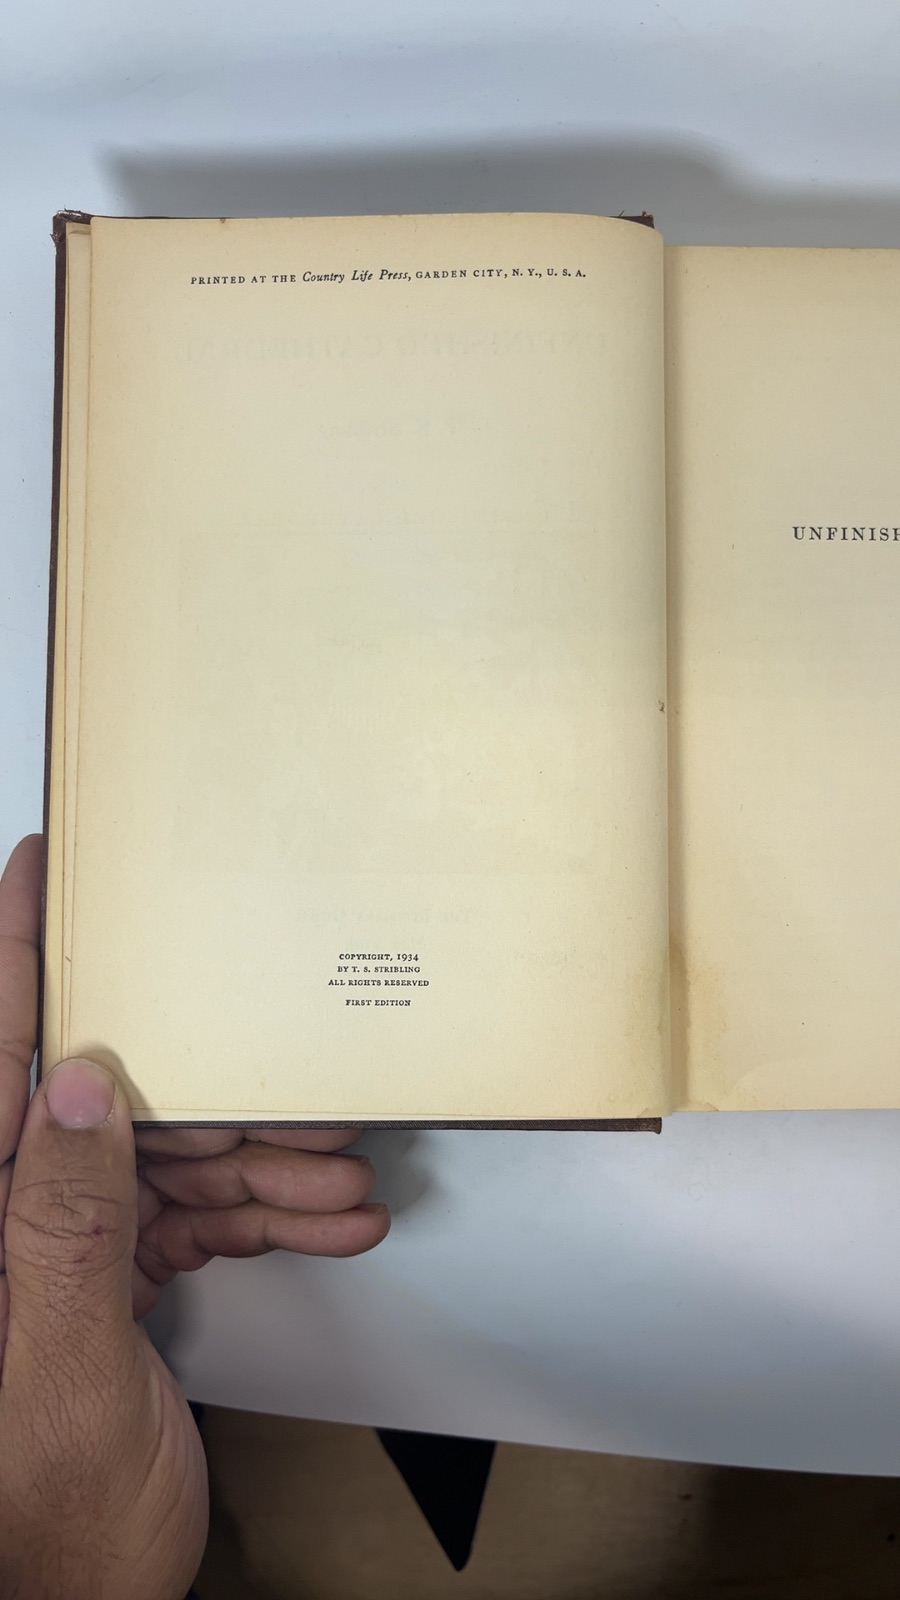 PRINTED AT THE Country Life Press, GARDEN CITY, N. Y., U. S. A.
COPYRIGHT, 1934
BY T. S. STRIBLING
ALL RIGHTS RESERVED
FIRST EDITION
UNFINISH